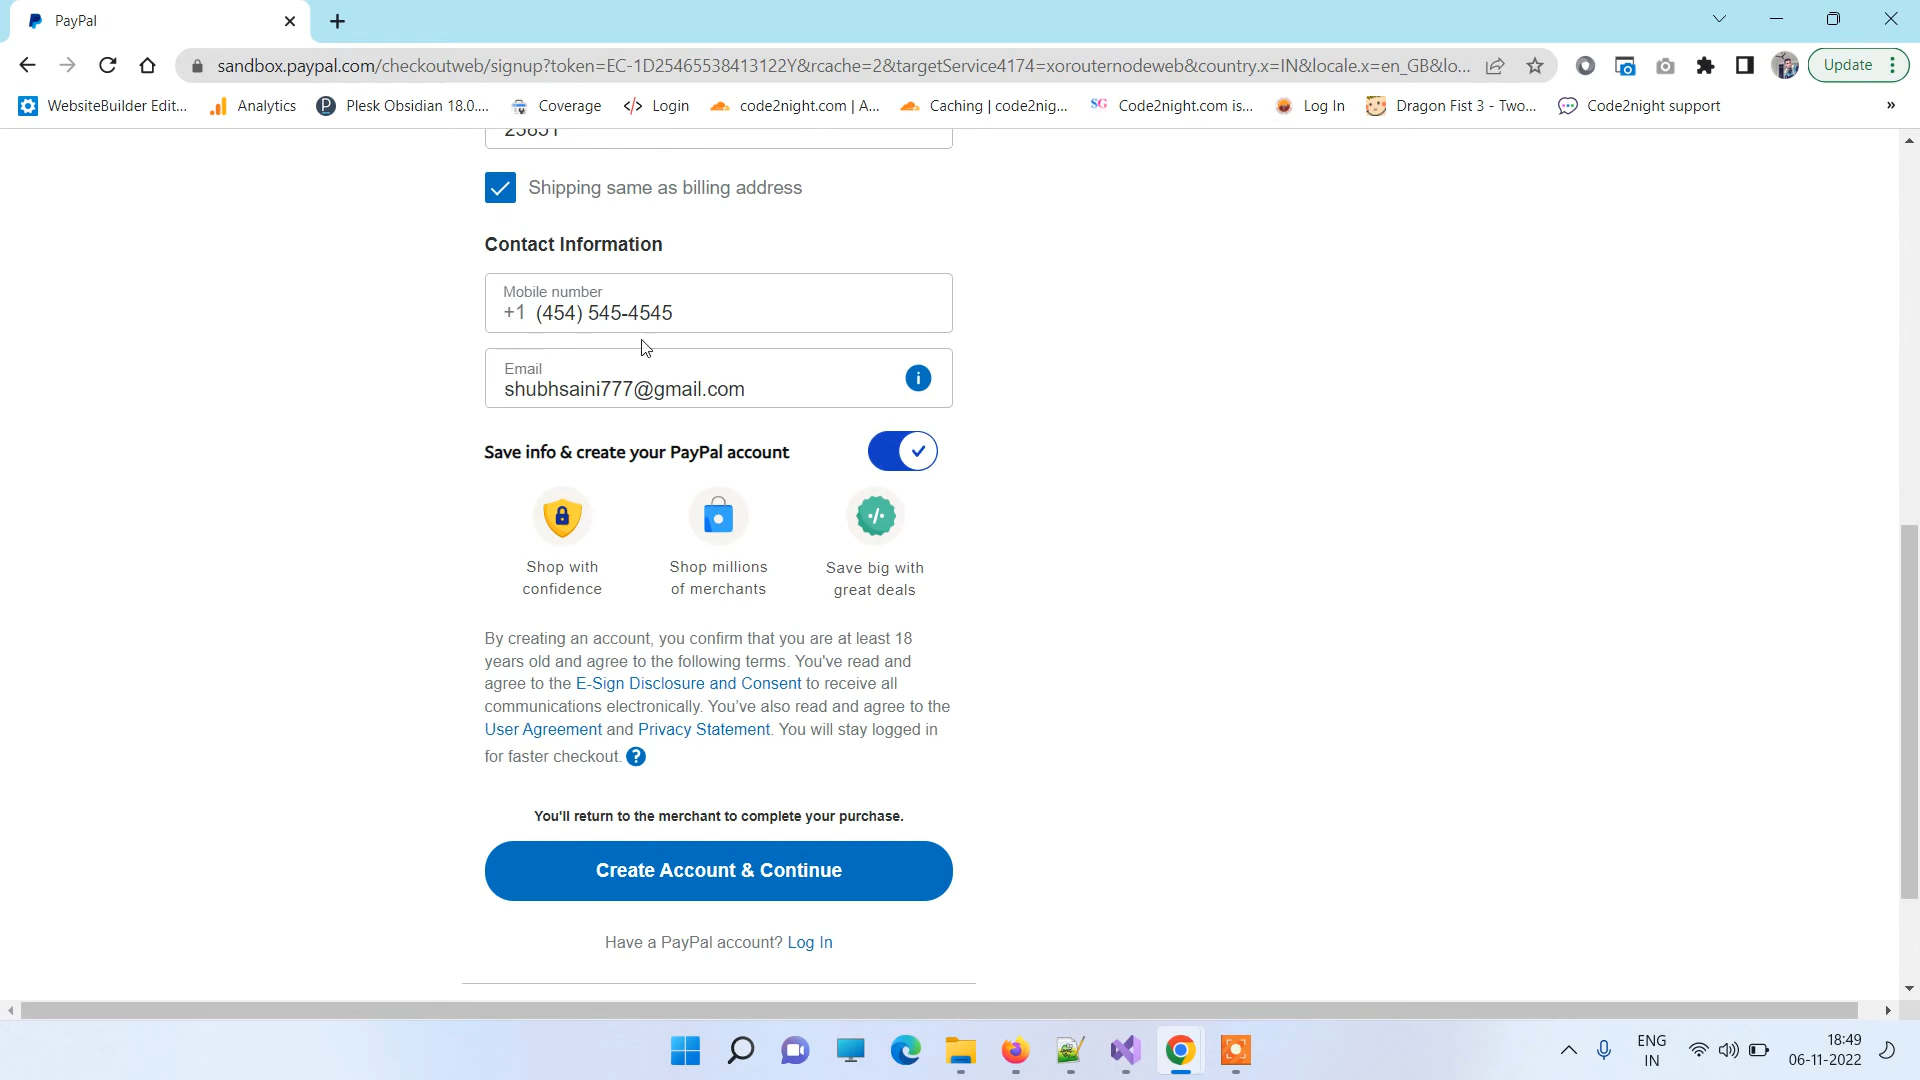 PayPal
sandbox.paypal.com/checkoutweb/signup?token=EC-1D25465538413122Y&rcache=2&targetService4174=xorouternodeweb&country.x=IN&locale.x=en_GB&lo...
Update
WebsiteBuilder Edit...
Analytics
Plesk Obsidian 18.0....
Coverage
Login
code2night.com | A...
Caching | code2nig...
Code2night.com is...
Log In
Dragon Fist 3 - Two...
Code2night support
»
Shipping same as billing address
Contact Information
Mobile number
+1 (454) 545-4545
Email
shubhsaini777@gmail.com
Save info & create your PayPal account
Shop with
confidence
Shop millions
of merchants
Save big with
great deals
By creating an account, you confirm that you are at least 18
years old and agree to the following terms. You've read and
agree to the E-Sign Disclosure and Consent to receive all
communications electronically. You've also read and agree to the
User Agreement and Privacy Statement. You will stay logged in
for faster checkout. ?
You'll return to the merchant to complete your purchase.
Create Account & Continue
Have a PayPal account? Log In
ENG
IN
18:49
06-11-2022